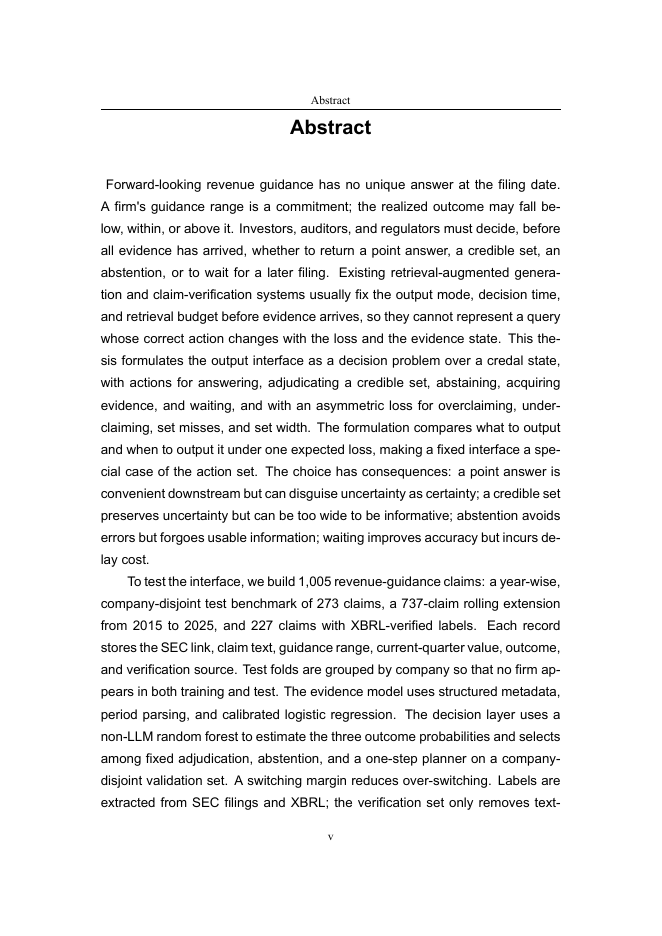 Abstract
Abstract
Forward-looking revenue guidance has no unique answer at the filing date.
A firm's guidance range is a commitment; the realized outcome may fall be-
low, within, or above it. Investors, auditors, and regulators must decide, before
all evidence has arrived, whether to return a point answer, a credible set, an
abstention, or to wait for a later filing. Existing retrieval-augmented genera-
tion and claim-verification systems usually fix the output mode, decision time,
and retrieval budget before evidence arrives, so they cannot represent a query
whose correct action changes with the loss and the evidence state. This the-
sis formulates the output interface as a decision problem over a credal state,
with actions for answering, adjudicating a credible set, abstaining, acquiring
evidence, and waiting, and with an asymmetric loss for overclaiming, under-
claiming, set misses, and set width. The formulation compares what to output
and when to output it under one expected loss, making a fixed interface a spe-
cial case of the action set. The choice has consequences: a point answer is
convenient downstream but can disguise uncertainty as certainty; a credible set
preserves uncertainty but can be too wide to be informative; abstention avoids
errors but forgoes usable information; waiting improves accuracy but incurs de-
lay cost.
To test the interface, we build 1,005 revenue-guidance claims: a year-wise,
company-disjoint test benchmark of 273 claims, a 737-claim rolling extension
from 2015 to 2025, and 227 claims with XBRL-verified labels. Each record
stores the SEC link, claim text, guidance range, current-quarter value, outcome,
and verification source. Test folds are grouped by company so that no firm ap-
pears in both training and test. The evidence model uses structured metadata,
period parsing, and calibrated logistic regression. The decision layer uses a
non-LLM random forest to estimate the three outcome probabilities and selects
among fixed adjudication, abstention, and a one-step planner on a company-
disjoint validation set. A switching margin reduces over-switching. Labels are
extracted from SEC filings and XBRL; the verification set only removes text-
v